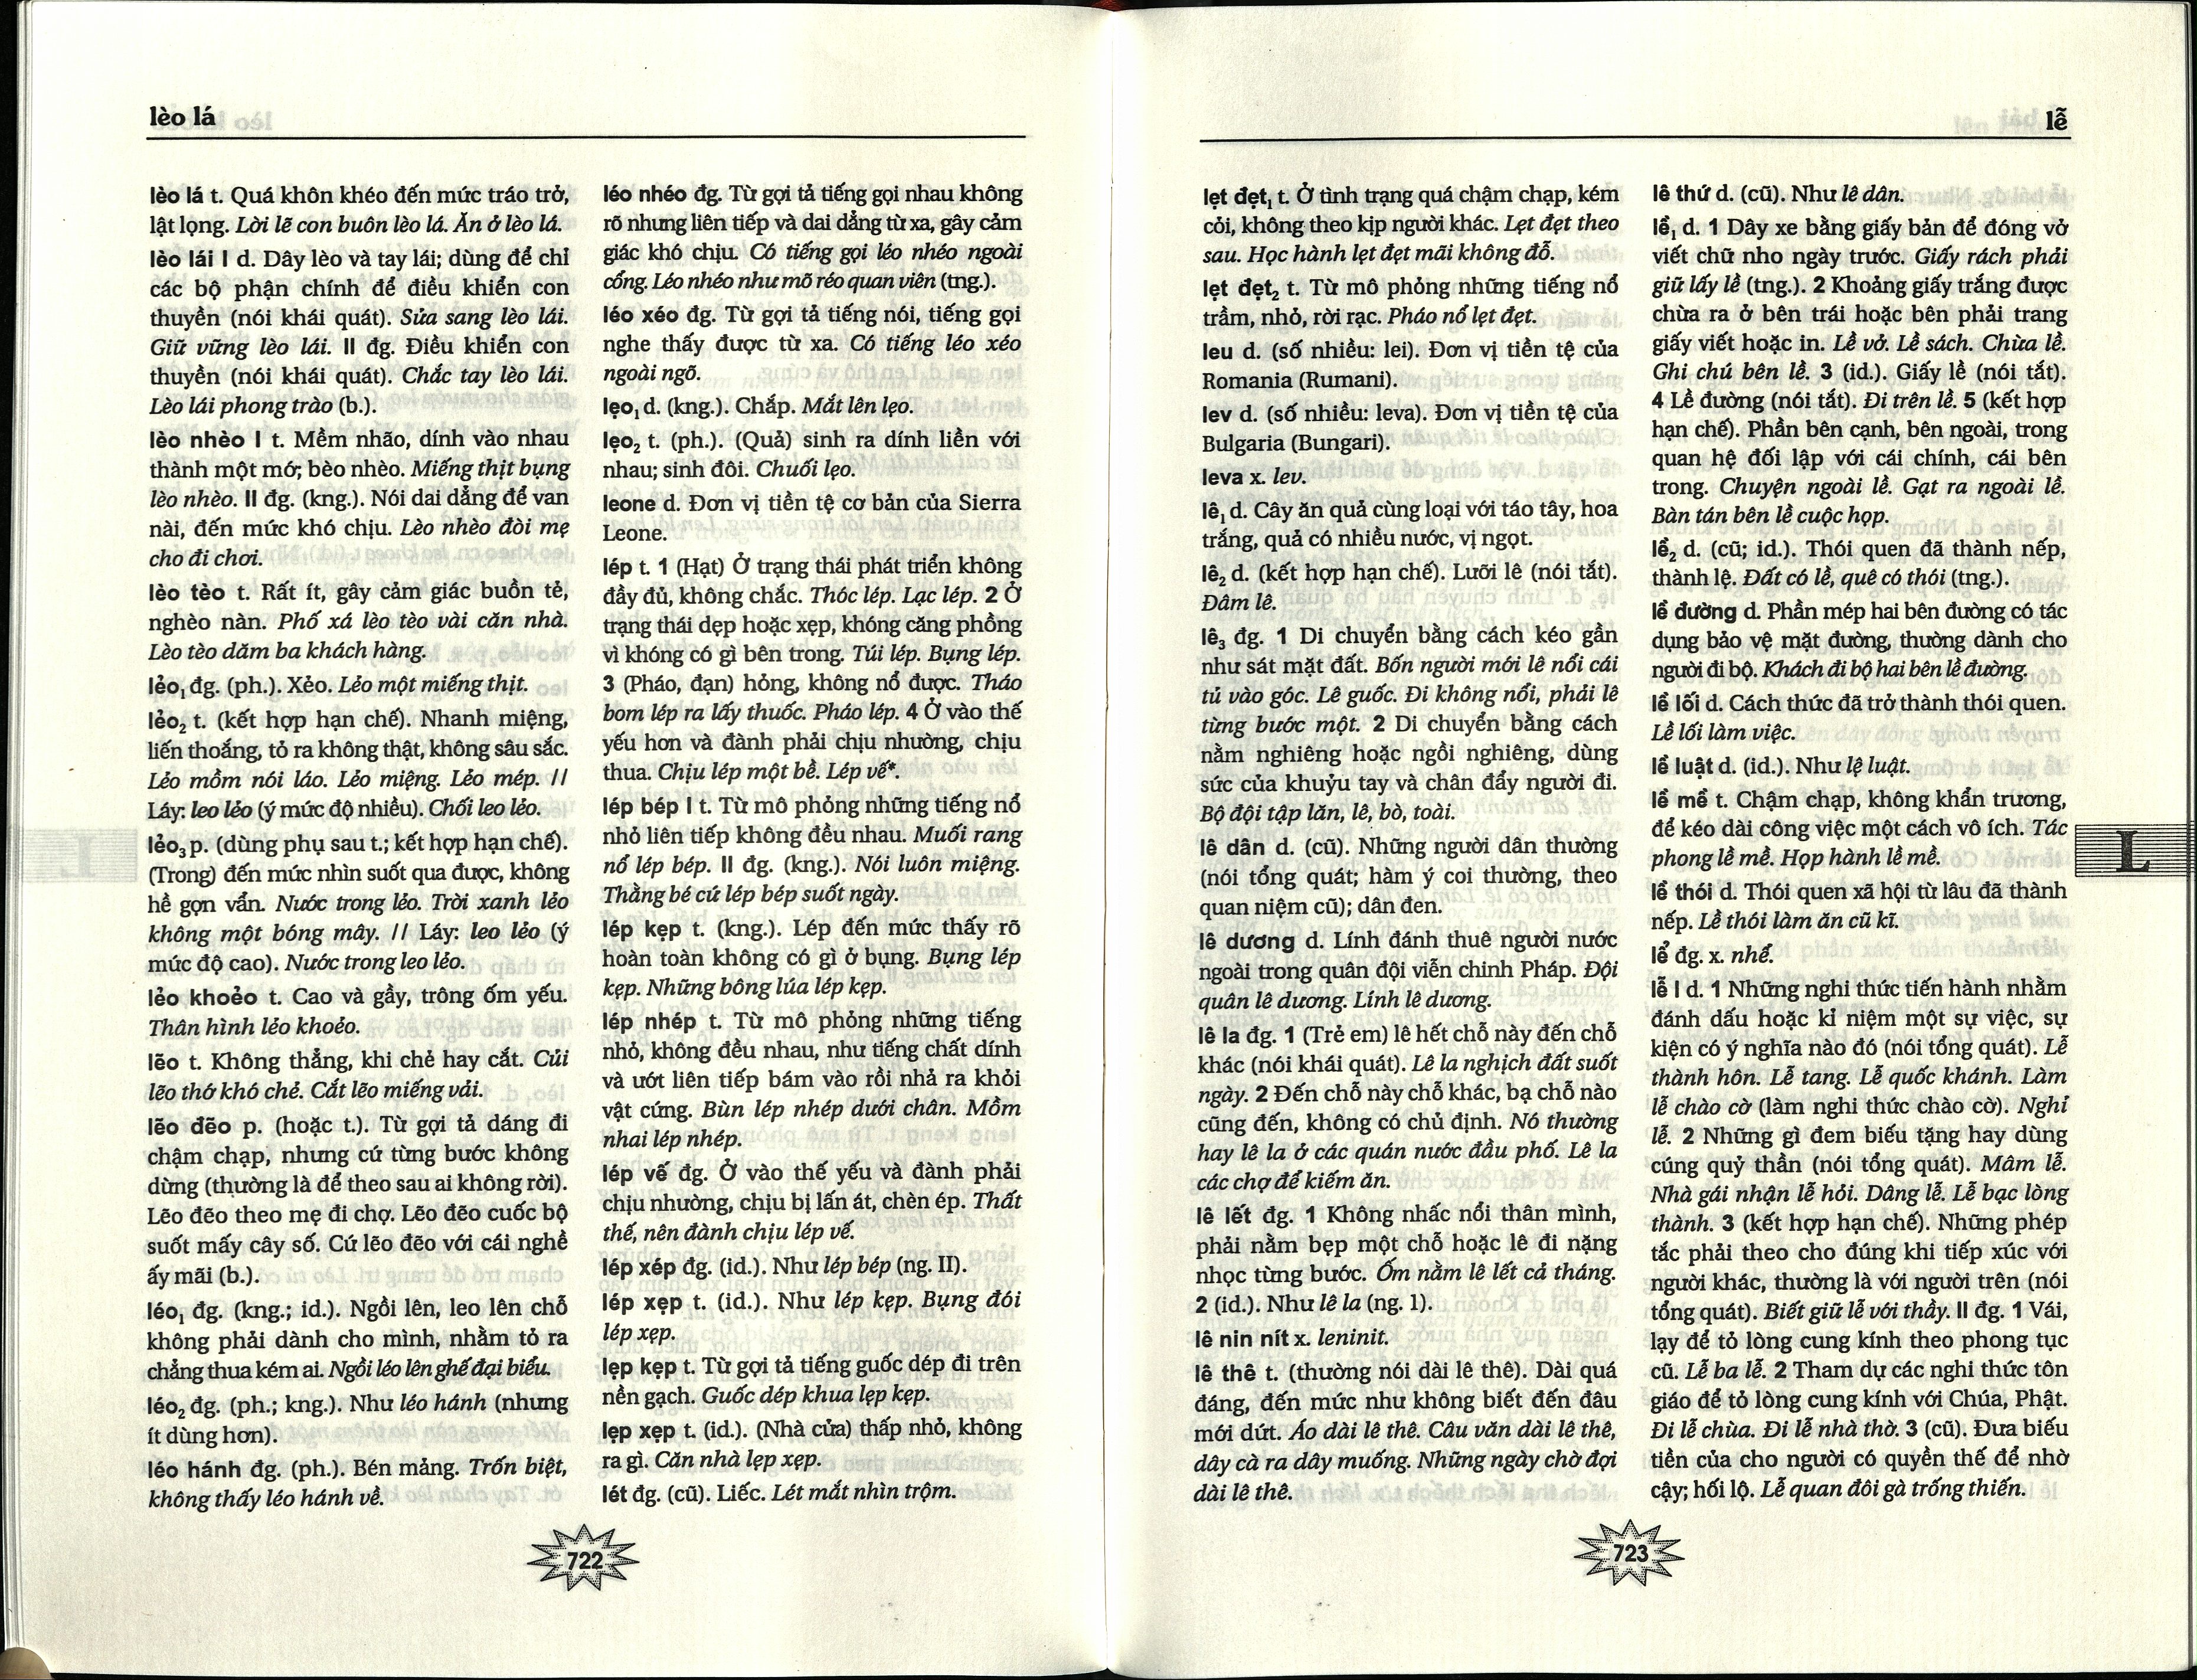 lèo lá
lèo lá t. Quá khôn khéo đến mức tráo trở,
lật lọng. Lời lẽ con buôn lèo lá. Ăn ở lèo lá.
lèo lái I d. Dây lèo và tay lái; dùng để chỉ
các bộ phận chính để điều khiển con
thuyền (nói khái quát). Sửa sang lèo lái.
Giữ vững lèo lái. II đg. Điều khiển con
thuyền (nói khái quát). Chắc tay lèo lái.
Lèo lái phong trào (b.).
lèo nhèo I t. Mềm nhão, dính vào nhau
thành một mớ; bèo nhèo. Miếng thịt bụng
lèo nhèo. II đg. (kng.). Nói dai dẳng để van
nài, đến mức khó chịu. Lèo nhèo đòi mẹ
cho đi chơi.
lèo tèo t. Rất ít, gây cảm giác buồn tẻ,
nghèo nàn. Phố xá lèo tèo vài căn nhà.
Lèo tèo dăm ba khách hàng.
lẻo₁ đg. (ph.). Xẻo. Lẻo một miếng thịt.
lẻo₂ t. (kết hợp hạn chế). Nhanh miệng,
liến thoắng, tỏ ra không thật, không sâu sắc.
Lẻo mồm nói láo. Lẻo miệng. Lẻo mép. //
Láy: leo lẻo (ý mức độ nhiều). Chối leo lẻo.
lẻo₃ p. (dùng phụ sau t.; kết hợp hạn chế).
(Trong) đến mức nhìn suốt qua được, không
hề gợn vẩn. Nước trong lẻo. Trời xanh lẻo
không một bóng mây. // Láy: leo lẻo (ý
mức độ cao). Nước trong leo lẻo.
lẻo khoẻo t. Cao và gầy, trông ốm yếu.
Thân hình lẻo khoẻo.
lẽo t. Không thẳng, khi chẻ hay cắt. Củi
lẽo thớ khó chẻ. Cắt lẽo miếng vải.
lẽo đẽo p. (hoặc t.). Từ gợi tả dáng đi
chậm chạp, nhưng cứ từng bước không
dừng (thường là để theo sau ai không rời).
Lẽo đẽo theo mẹ đi chợ. Lẽo đẽo cuốc bộ
suốt mấy cây số. Cứ lẽo đẽo với cái nghề
ấy mãi (b.).
léo₁ đg. (kng.; id.). Ngồi lên, leo lên chỗ
không phải dành cho mình, nhằm tỏ ra
chẳng thua kém ai. Ngồi léo lên ghế đại biểu.
léo₂ đg. (ph.; kng.). Như léo hánh (nhưng
ít dùng hơn).
léo hánh đg. (ph.). Bén mảng. Trốn biệt,
không thấy léo hánh về.
léo nhéo đg. Từ gợi tả tiếng gọi nhau không
rõ nhưng liên tiếp và dai dẳng từ xa, gây cảm
giác khó chịu. Có tiếng gọi léo nhéo ngoài
cổng. Léo nhéo như mõ réo quan viên (tng.).
léo xéo đg. Từ gợi tả tiếng nói, tiếng gọi
nghe thấy được từ xa. Có tiếng léo xéo
ngoài ngõ.
lẹo₁ d. (kng.). Chắp. Mắt lên lẹo.
lẹo₂ t. (ph.). (Quả) sinh ra dính liền với
nhau; sinh đôi. Chuối lẹo.
leone d. Đơn vị tiền tệ cơ bản của Sierra
Leone.
lép t. 1 (Hạt) Ở trạng thái phát triển không
đầy đủ, không chắc. Thóc lép. Lạc lép. 2 Ở
trạng thái dẹp hoặc xẹp, khóng căng phồng
vì khóng có gì bên trong. Túi lép. Bụng lép.
3 (Pháo, đạn) hỏng, không nổ được. Tháo
bom lép ra lấy thuốc. Pháo lép. 4 Ở vào thế
yếu hơn và đành phải chịu nhường, chịu
thua. Chịu lép một bề. Lép vế*.
lép bép I t. Từ mô phỏng những tiếng nổ
nhỏ liên tiếp không đều nhau. Muối rang
nổ lép bép. II đg. (kng.). Nói luôn miệng.
Thằng bé cứ lép bép suốt ngày.
lép kẹp t. (kng.). Lép đến mức thấy rõ
hoàn toàn không có gì ở bụng. Bụng lép
kẹp. Những bông lúa lép kẹp.
lép nhép t. Từ mô phỏng những tiếng
nhỏ, không đều nhau, như tiếng chất dính
và ướt liên tiếp bám vào rồi nhả ra khỏi
vật cứng. Bùn lép nhép dưới chân. Mồm
nhai lép nhép.
lép vế đg. Ở vào thế yếu và đành phải
chịu nhường, chịu bị lấn át, chèn ép. Thất
thế, nên đành chịu lép vế.
lép xép đg. (id.). Như lép bép (ng. II).
lép xẹp t. (id.). Như lép kẹp. Bụng đói
lép xẹp.
lẹp kẹp t. Từ gợi tả tiếng guốc dép đi trên
nền gạch. Guốc dép khua lẹp kẹp.
lẹp xẹp t. (id.). (Nhà cửa) thấp nhỏ, không
ra gì. Căn nhà lẹp xẹp.
lét đg. (cũ). Liếc. Lét mắt nhìn trộm.
722
lễ
lẹt đẹt₁ t. Ở tình trạng quá chậm chạp, kém
cỏi, không theo kịp người khác. Lẹt đẹt theo
sau. Học hành lẹt đẹt mãi không đỗ.
lẹt đẹt₂ t. Từ mô phỏng những tiếng nổ
trầm, nhỏ, rời rạc. Pháo nổ lẹt đẹt.
leu d. (số nhiều: lei). Đơn vị tiền tệ của
Romania (Rumani).
lev d. (số nhiều: leva). Đơn vị tiền tệ của
Bulgaria (Bungari).
leva x. lev.
lê₁ d. Cây ăn quả cùng loại với táo tây, hoa
trắng, quả có nhiều nước, vị ngọt.
lê₂ d. (kết hợp hạn chế). Lưỡi lê (nói tắt).
Đâm lê.
lê₃ đg. 1 Di chuyển bằng cách kéo gần
như sát mặt đất. Bốn người mới lê nổi cái
tủ vào góc. Lê guốc. Đi không nổi, phải lê
từng bước một. 2 Di chuyển bằng cách
nằm nghiêng hoặc ngồi nghiêng, dùng
sức của khuỷu tay và chân đẩy người đi.
Bộ đội tập lăn, lê, bò, toài.
lê dân d. (cũ). Những người dân thường
(nói tổng quát; hàm ý coi thường, theo
quan niệm cũ); dân đen.
lê dương d. Lính đánh thuê người nước
ngoài trong quân đội viễn chinh Pháp. Đội
quân lê dương. Lính lê dương.
lê la đg. 1 (Trẻ em) lê hết chỗ này đến chỗ
khác (nói khái quát). Lê la nghịch đất suốt
ngày. 2 Đến chỗ này chỗ khác, bạ chỗ nào
cũng đến, không có chủ định. Nó thường
hay lê la ở các quán nước đầu phố. Lê la
các chợ để kiếm ăn.
lê lết đg. 1 Không nhấc nổi thân mình,
phải nằm bẹp một chỗ hoặc lê đi nặng
nhọc từng bước. Ốm nằm lê lết cả tháng.
2 (id.). Như lê la (ng. 1).
lê nin nít x. leninit.
lê thê t. (thường nói dài lê thê). Dài quá
đáng, đến mức như không biết đến đâu
mới dứt. Áo dài lê thê. Câu văn dài lê thê,
dây cà ra dây muống. Những ngày chờ đợi
dài lê thê.
lê thứ d. (cũ). Như lê dân.
lề₁ d. 1 Dây xe bằng giấy bản để đóng vở
viết chữ nho ngày trước. Giấy rách phải
giữ lấy lề (tng.). 2 Khoảng giấy trắng được
chừa ra ở bên trái hoặc bên phải trang
giấy viết hoặc in. Lề vở. Lề sách. Chừa lề.
Ghi chú bên lề. 3 (id.). Giấy lề (nói tắt).
4 Lề đường (nói tắt). Đi trên lề. 5 (kết hợp
hạn chế). Phần bên cạnh, bên ngoài, trong
quan hệ đối lập với cái chính, cái bên
trong. Chuyện ngoài lề. Gạt ra ngoài lề.
Bàn tán bên lề cuộc họp.
lề₂ d. (cũ; id.). Thói quen đã thành nếp,
thành lệ. Đất có lề, quê có thói (tng.).
lề đường d. Phần mép hai bên đường có tác
dụng bảo vệ mặt đường, thường dành cho
người đi bộ. Khách đi bộ hai bên lề đường.
lề lối d. Cách thức đã trở thành thói quen.
Lề lối làm việc.
lề luật d. (id.). Như lệ luật.
lề mề t. Chậm chạp, không khẩn trương,
để kéo dài công việc một cách vô ích. Tác
phong lề mề. Họp hành lề mề.
lề thói d. Thói quen xã hội từ lâu đã thành
nếp. Lề thói làm ăn cũ kĩ.
lể đg. x. nhể.
lễ I d. 1 Những nghi thức tiến hành nhằm
đánh dấu hoặc kỉ niệm một sự việc, sự
kiện có ý nghĩa nào đó (nói tổng quát). Lễ
thành hôn. Lễ tang. Lễ quốc khánh. Làm
lễ chào cờ (làm nghi thức chào cờ). Nghỉ
lễ. 2 Những gì đem biếu tặng hay dùng
cúng quỷ thần (nói tổng quát). Mâm lễ.
Nhà gái nhận lễ hỏi. Dâng lễ. Lễ bạc lòng
thành. 3 (kết hợp hạn chế). Những phép
tắc phải theo cho đúng khi tiếp xúc với
người khác, thường là với người trên (nói
tổng quát). Biết giữ lễ với thầy. II đg. 1 Vái,
lạy để tỏ lòng cung kính theo phong tục
cũ. Lễ ba lễ. 2 Tham dự các nghi thức tôn
giáo để tỏ lòng cung kính với Chúa, Phật.
Đi lễ chùa. Đi lễ nhà thờ. 3 (cũ). Đưa biếu
tiền của cho người có quyền thế để nhờ
cậy; hối lộ. Lễ quan đôi gà trống thiến.
L
723